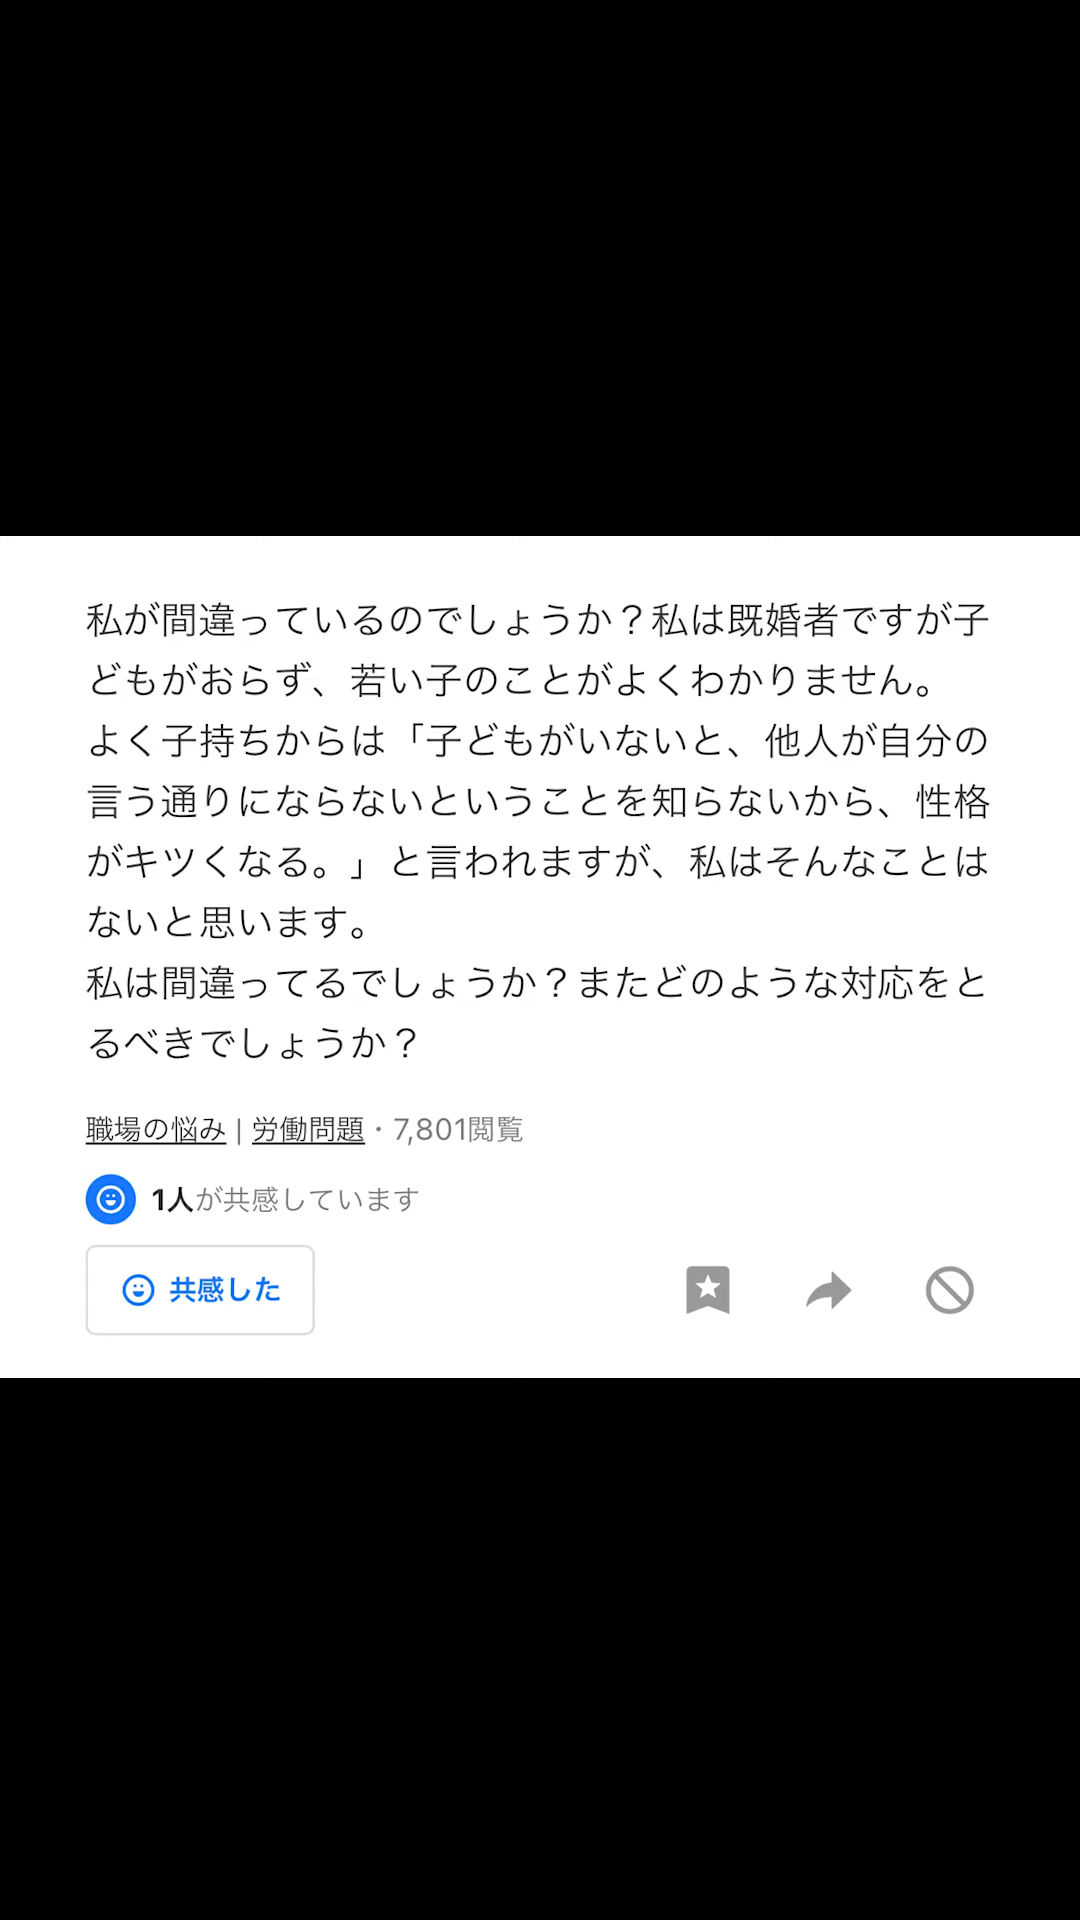 私が間違っているのでしょうか？私は既婚者ですが子
どもがおらず、若い子のことがよくわかりません。
よく子持ちからは「子どもがいないと、他人が自分の
言う通りにならないということを知らないから、性格
がキツくなる。」と言われますが、私はそんなことは
ないと思います。
私は間違ってるでしょうか？またどのような対応をと
るべきでしょうか？
職場の悩み | 労働問題・7,801閲覧
1人が共感しています
共感した